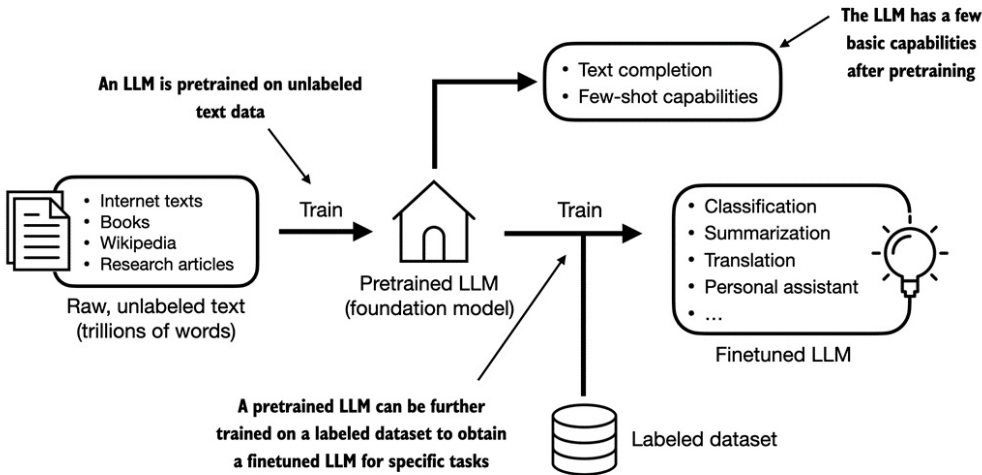 The LLM has a few
basic capabilities
after pretraining
• Text completion
• Few-shot capabilities
An LLM is pretrained on unlabeled
text data
• Internet texts
• Books
• Wikipedia
• Research articles
Raw, unlabeled text
(trillions of words)
Train
Pretrained LLM
(foundation model)
Train
• Classification
• Summarization
• Translation
• Personal assistant
• ...
Finetuned LLM
A pretrained LLM can be further
trained on a labeled dataset to obtain
a finetuned LLM for specific tasks
Labeled dataset